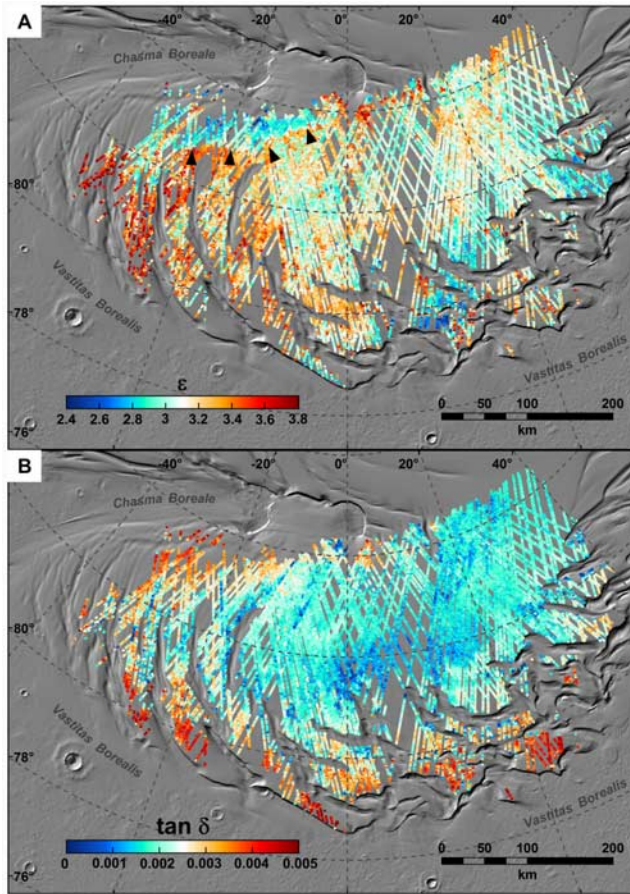 A
-40°
-20°
0°
20°
40°
Chasma Boreale
80°
Vastitas Borealis
78°
Vastitas Borealis
ε
2.4 2.6 2.8 3 3.2 3.4 3.6 3.8
0 50 100 200
km
76°
B
-40°
-20°
0°
20°
40°
Chasma Boreale
80°
Vastitas Borealis
78°
Vastitas Borealis
tan δ
0 0.001 0.002 0.003 0.004 0.005
0 50 100 200
km
76°